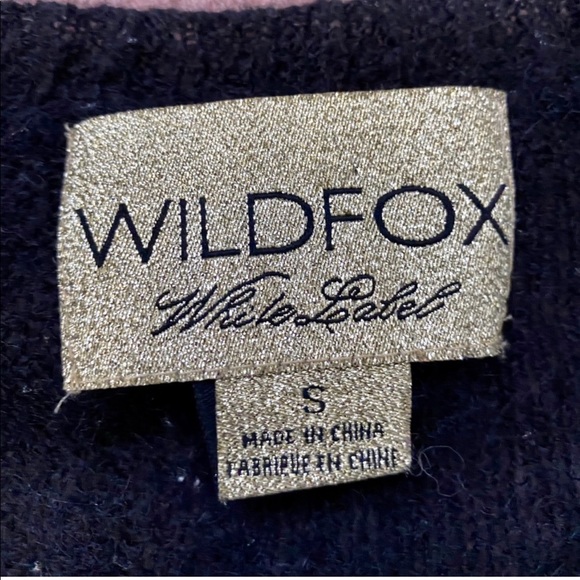 WILDFOX
White Label
S
MADE IN CHINA
FABRIQUE EN CHINE